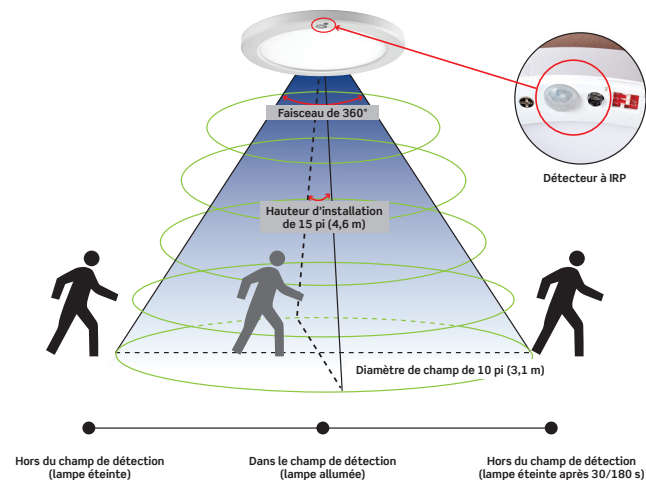 Faisceau de 360°
Détecteur à IRP
Hauteur d'installation
de 15 pi (4,6 m)
Diamètre de champ de 10 pi (3,1 m)
Hors du champ de détection
(lampe éteinte)
Dans le champ de détection
(lampe allumée)
Hors du champ de détection
(lampe éteinte après 30/180 s)